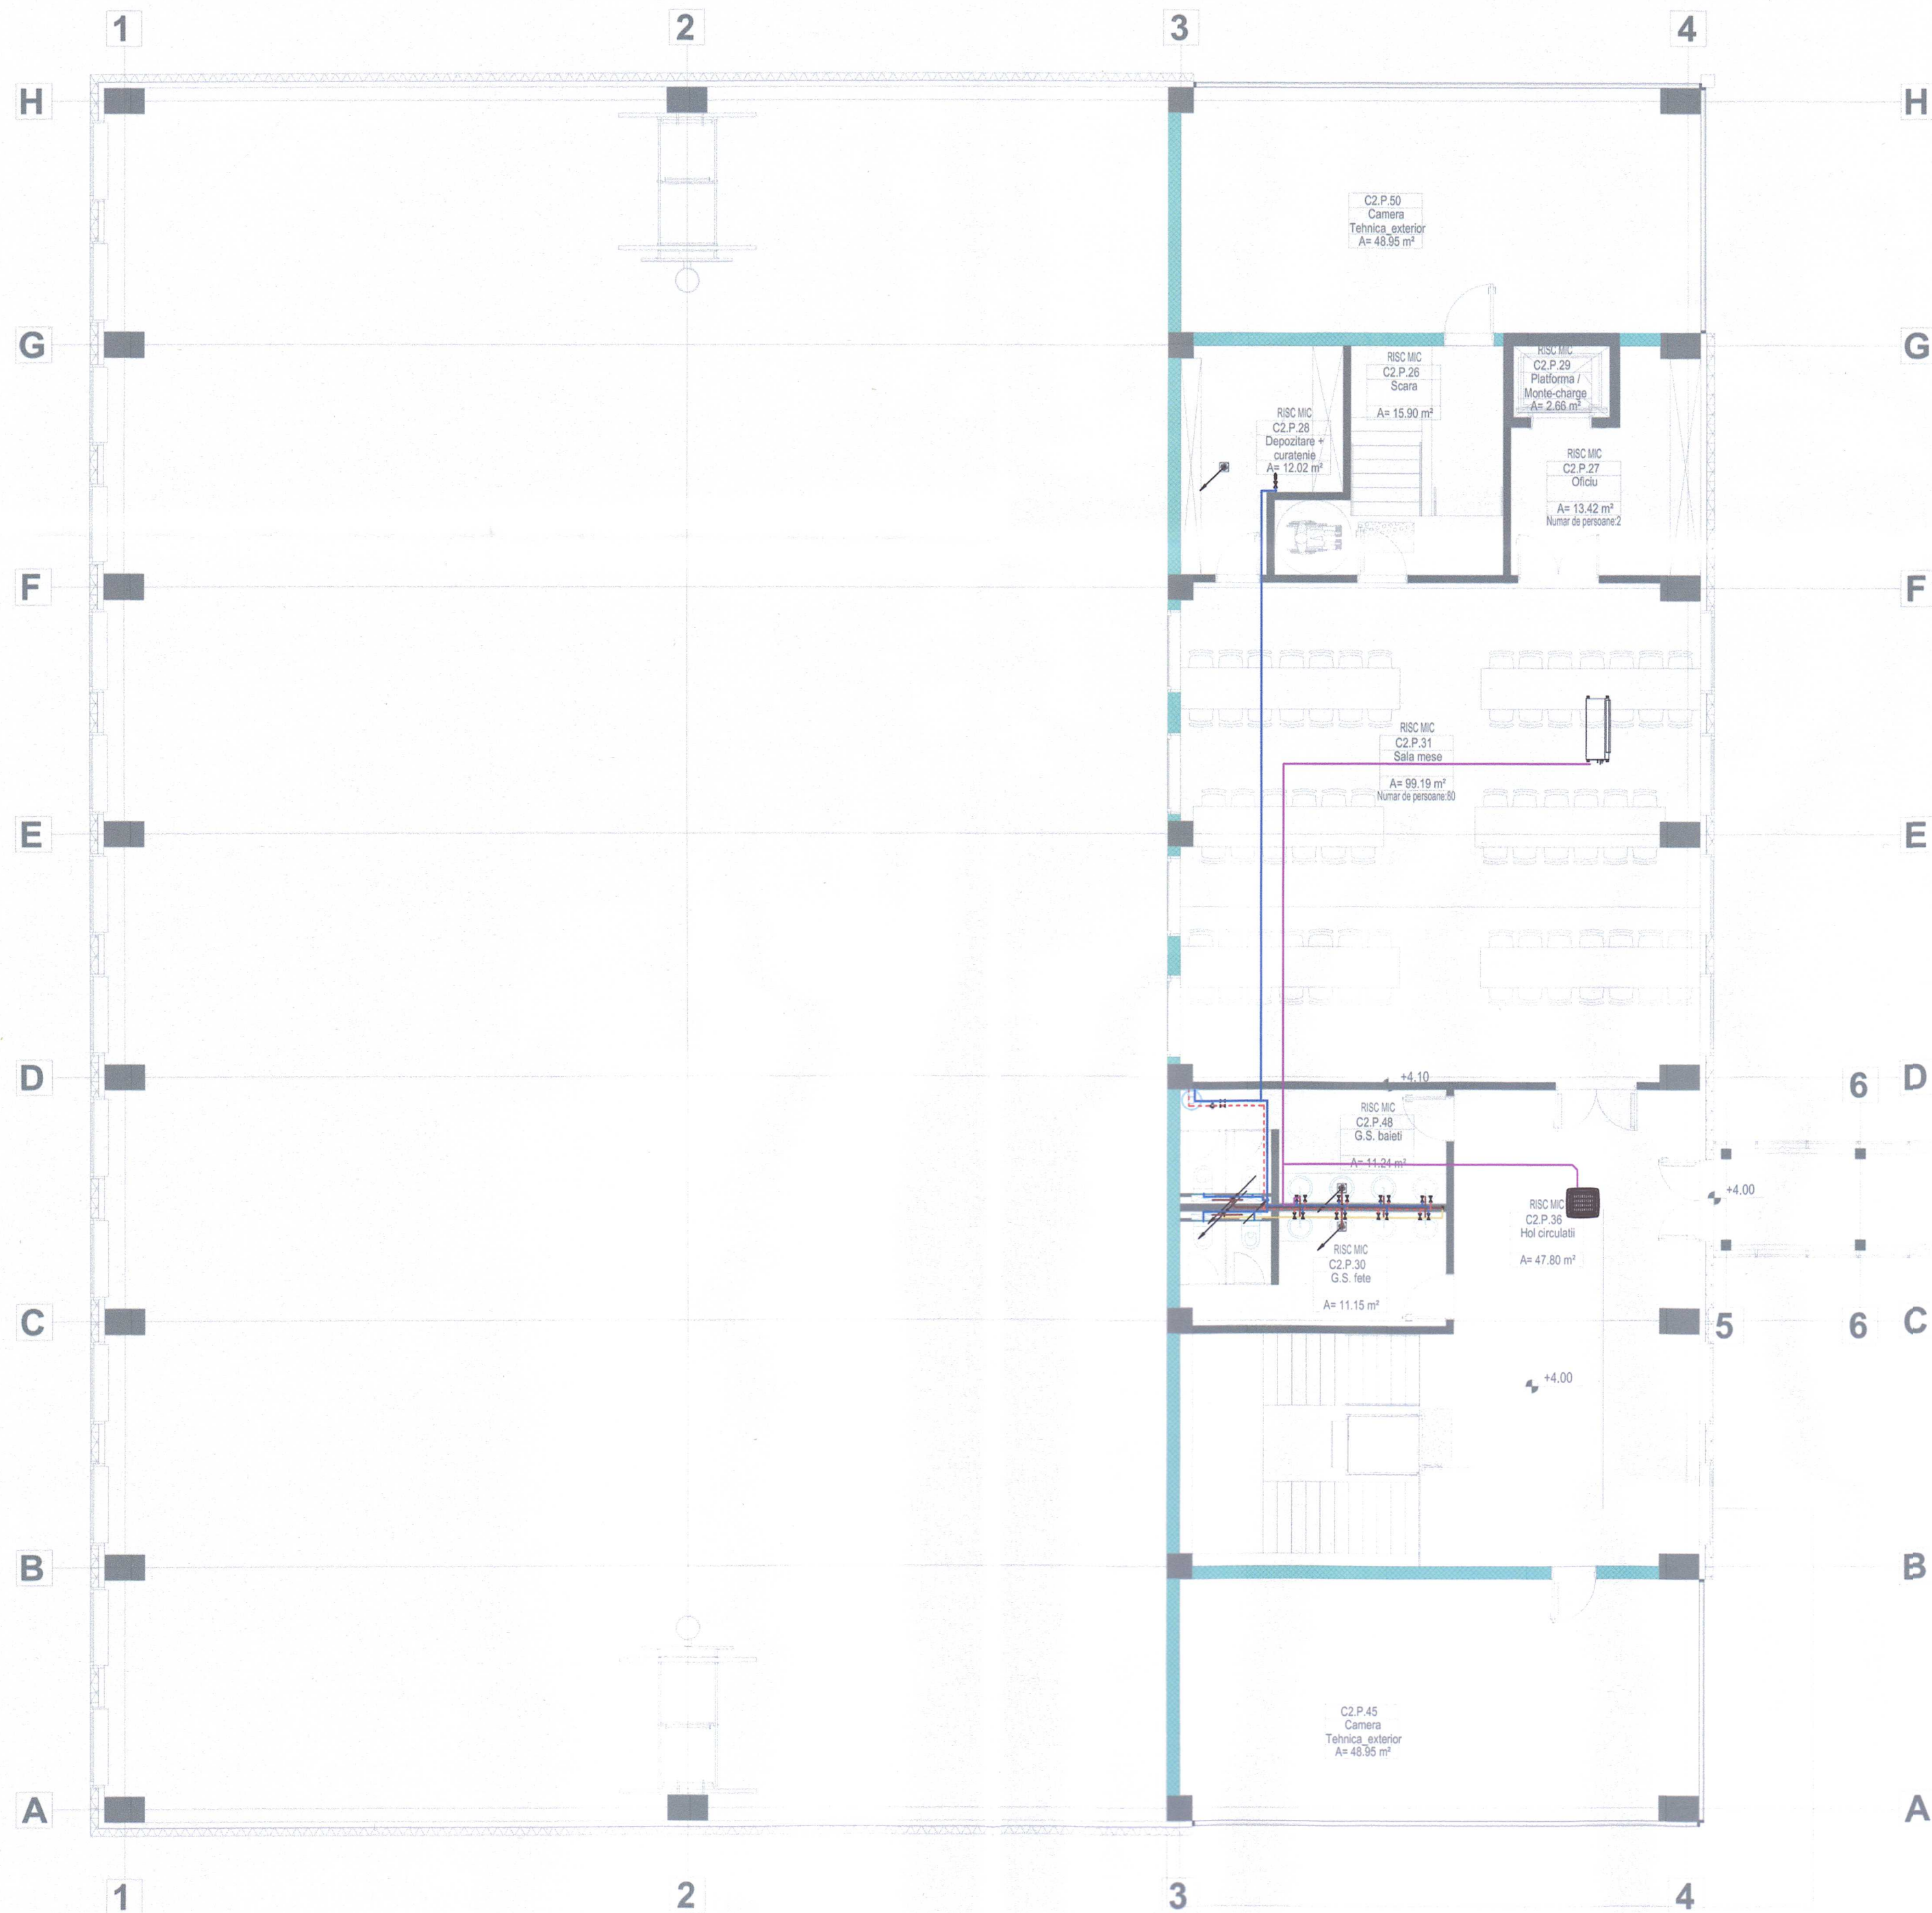 1
2
3
4
H
H
C2.P.50
Camera
Tehnica_exterior
A= 48.95 m²
G
G
RISC MIC
C2.P.26
Scara
A= 15.90 m²
RISC MIC
C2.P.29
Platforma /
Monte-charge
A= 2.66 m²
RISC MIC
C2.P.28
Depozitare +
curatenie
A= 12.02 m²
RISC MIC
C2.P.27
Oficiu
A= 13.42 m²
Numar de persoane:2
F
F
RISC MIC
C2.P.31
Sala mese
A= 99.19 m²
Numar de persoane:80
E
E
D
+4.10
6
D
RISC MIC
C2.P.48
G.S. baieti
A= 11.24 m²
+4.00
RISC MIC
C2.P.36
Hol circulatii
A= 47.80 m²
RISC MIC
C2.P.30
G.S. fete
A= 11.15 m²
C
5
6
C
+4.00
B
B
C2.P.45
Camera
Tehnica_exterior
A= 48.95 m²
A
A
1
2
3
4